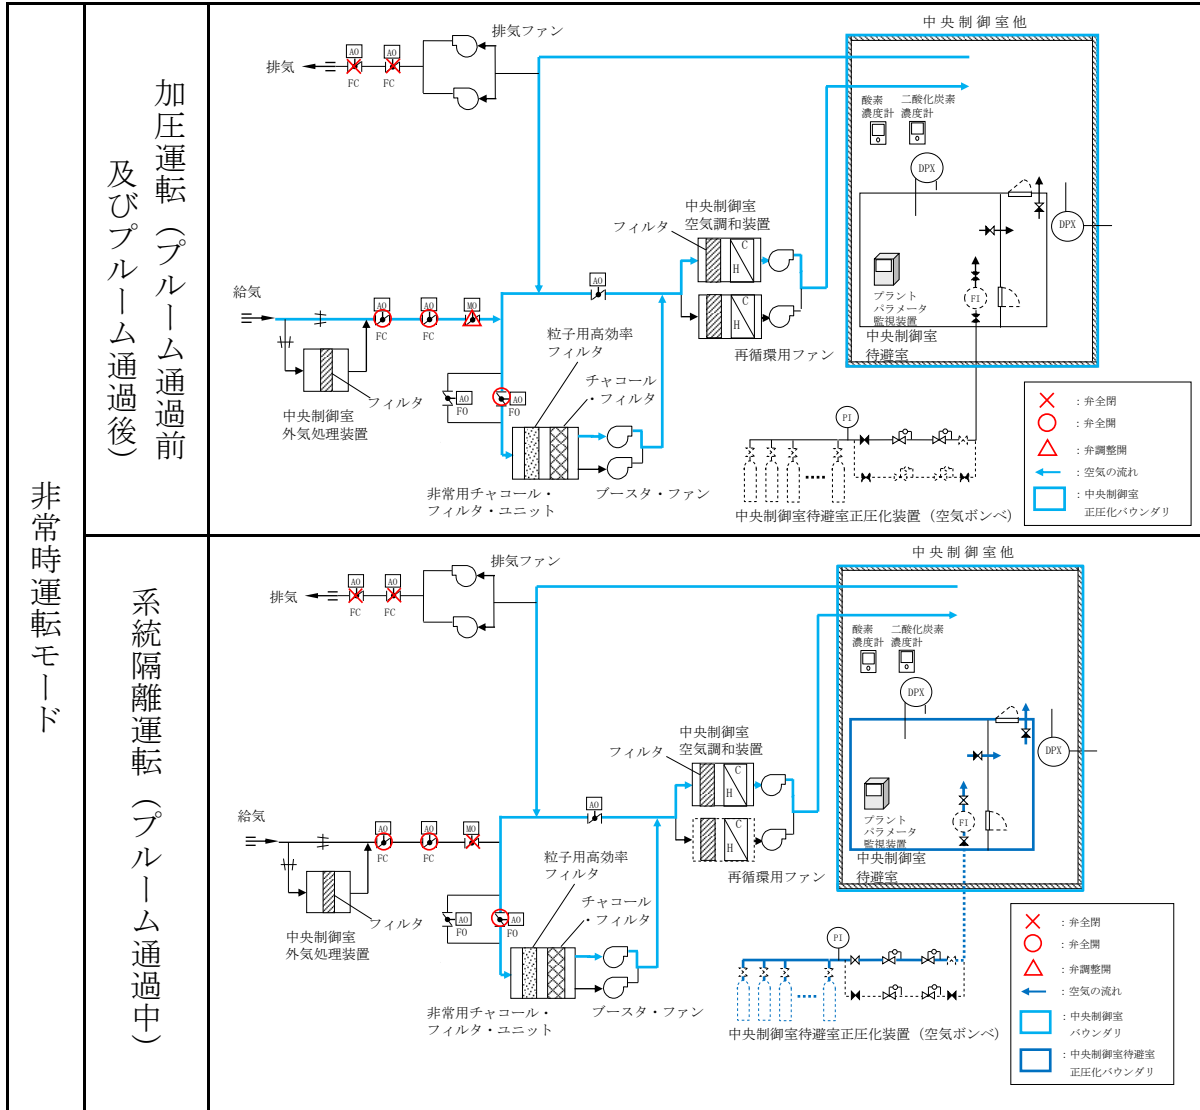 非常時運転モード
加圧運転（プルーム通過前
及びプルーム通過後）
排気ファン
中央制御室他
AO
AO
排気
FC
FC
酸素
濃度計
二酸化炭素
濃度計
DPX
DPX
中央制御室
空気調和装置
フィルタ
C
H
C
H
AO
再循環用ファン
プラント
パラメータ
監視装置
FI
中央制御室
待避室
給気
AO
AO
MO
FC
FC
粒子用高効率
フィルタ
チャコール
・フィルタ
フィルタ
中央制御室
外気処理装置
AO
FO
AO
FO
非常用チャコール・
フィルタ・ユニット
ブースタ・ファン
PI
中央制御室待避室正圧化装置（空気ボンベ）
：弁全閉
：弁全開
：弁調整開
：空気の流れ
：中央制御室
正圧化バウンダリ
系統隔離運転（プルーム通過中）
排気ファン
中央制御室他
AO
AO
排気
FC
FC
酸素
濃度計
二酸化炭素
濃度計
DPX
DPX
中央制御室
空気調和装置
フィルタ
C
H
C
H
AO
再循環用ファン
プラント
パラメータ
監視装置
FI
中央制御室
待避室
給気
AO
AO
MO
FC
FC
粒子用高効率
フィルタ
チャコール
・フィルタ
フィルタ
中央制御室
外気処理装置
AO
FO
AO
FO
非常用チャコール・
フィルタ・ユニット
ブースタ・ファン
PI
中央制御室待避室正圧化装置（空気ボンベ）
：弁全閉
：弁全開
：弁調整開
：空気の流れ
：中央制御室
バウンダリ
：中央制御室待避室
正圧化バウンダリ